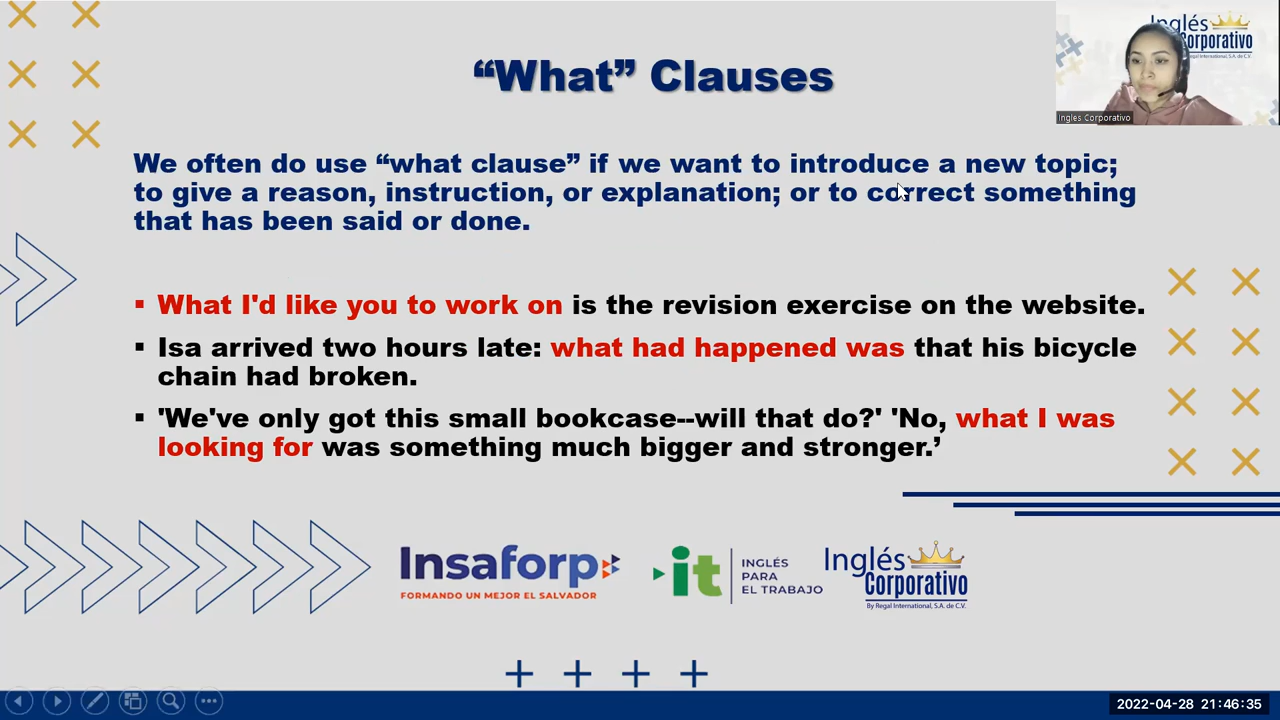 “What” Clauses
Inglés
Corporativo
By Regal International, S.A. de C.V.
Ingles Corporativo
We often do use “what clause” if we want to introduce a new topic;
to give a reason, instruction, or explanation; or to correct something
that has been said or done.
▪ What I'd like you to work on is the revision exercise on the website.
▪ Isa arrived two hours late: what had happened was that his bicycle
chain had broken.
▪ 'We've only got this small bookcase--will that do?' 'No, what I was
looking for was something much bigger and stronger.’
Insaforp
FORMANDO UN MEJOR EL SALVADOR
it
INGLÉS
PARA
EL TRABAJO
Inglés
Corporativo
By Regal International, S.A. de C.V.
2022-04-28 21:46:35